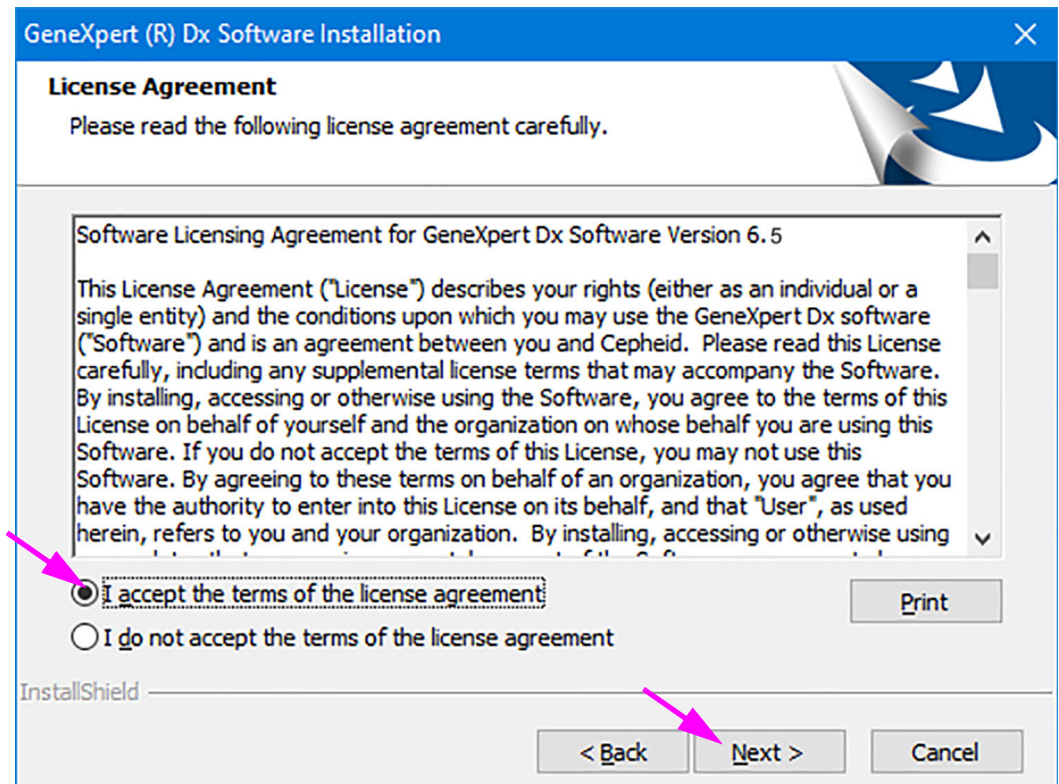 GeneXpert (R) Dx Software Installation
License Agreement
Please read the following license agreement carefully.
Software Licensing Agreement for GeneXpert Dx Software Version 6.5
This License Agreement ("License") describes your rights (either as an individual or a
single entity) and the conditions upon which you may use the GeneXpert Dx software
("Software") and is an agreement between you and Cepheid.  Please read this License
carefully, including any supplemental license terms that may accompany the Software.
By installing, accessing or otherwise using the Software, you agree to the terms of this
License on behalf of yourself and the organization on whose behalf you are using this
Software. If you do not accept the terms of this License, you may not use this
Software. By agreeing to these terms on behalf of an organization, you agree that you
have the authority to enter into this License on its behalf, and that "User", as used
herein, refers to you and your organization.  By installing, accessing or otherwise using
I accept the terms of the license agreement
Print
I do not accept the terms of the license agreement
InstallShield
< Back
Next >
Cancel